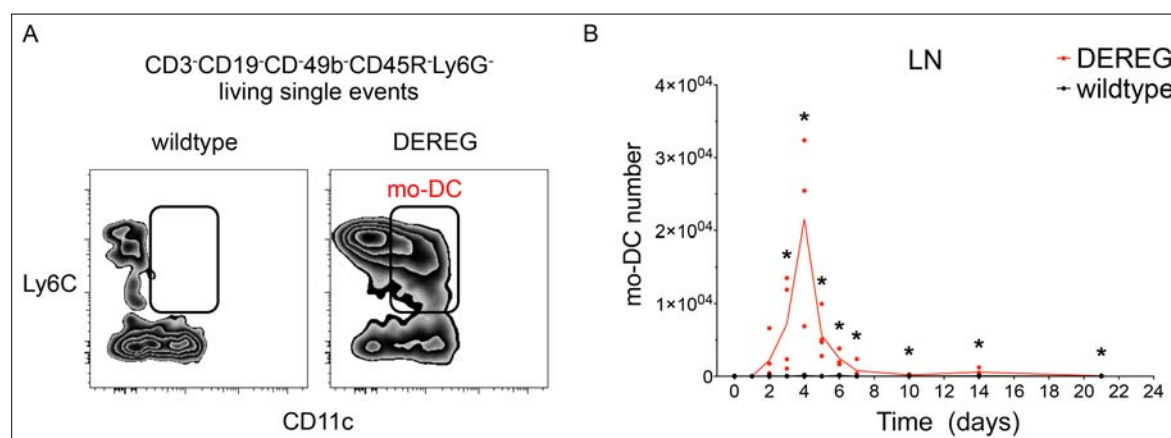 A
CD3⁻CD19⁻CD-49b⁻CD45R⁻Ly6G⁻
living single events
wildtype
DEREG
mo-DC
Ly6C
CD11c
B
LN
DEREG
wildtype
mo-DC number
4×10⁰⁴
3×10⁰⁴
2×10⁰⁴
1×10⁰⁴
0
* * * * * * * *
0 2 4 6 8 10 12 14 16 18 20 22 24
Time (days)